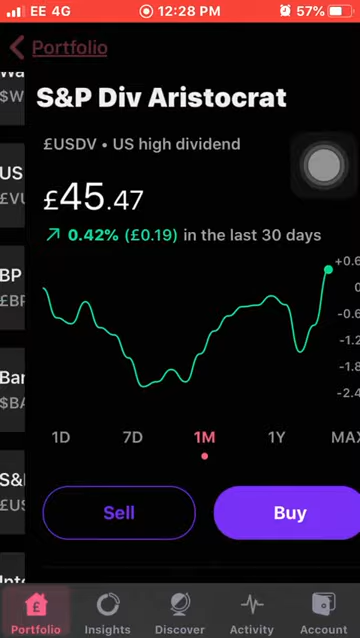 EE 4G 12:28 PM 57%
Portfolio
S&P Div Aristocrat
£USDV • US high dividend
£45.47
0.42% (£0.19) in the last 30 days
+0.6
0
-0.6
-1.2
-1.8
-2.4
1D 7D 1M 1Y MAX
Sell Buy
Wa
$W
US
£VU
BP
£BP
Bar
$BA
S&I
£US
Inte
Portfolio Insights Discover Activity Account